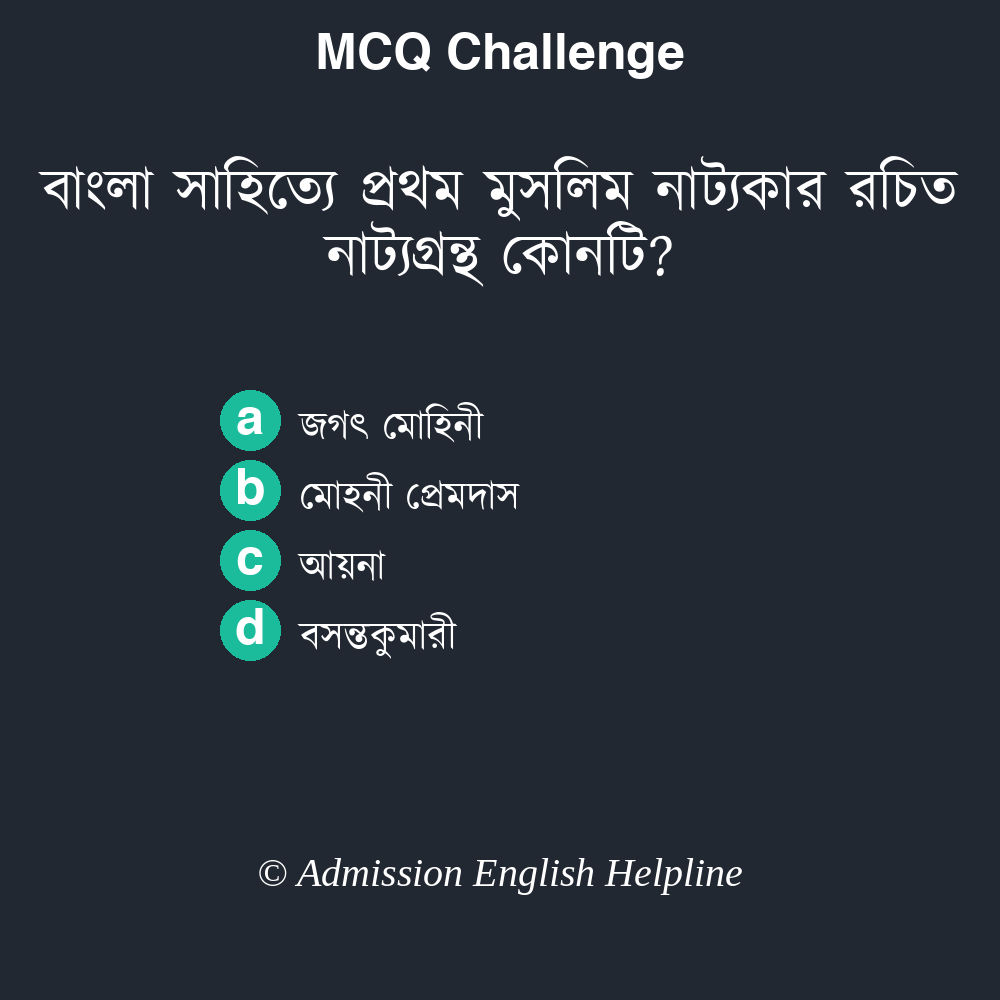 MCQ Challenge
বাংলা সাহিত্যে প্রথম মুসলিম নাট্যকার রচিত
নাট্যগ্রন্থ কোনটি?
a জগৎ মোহিনী
b মোহনী প্রেমদাস
c আয়না
d বসন্তকুমারী
© Admission English Helpline